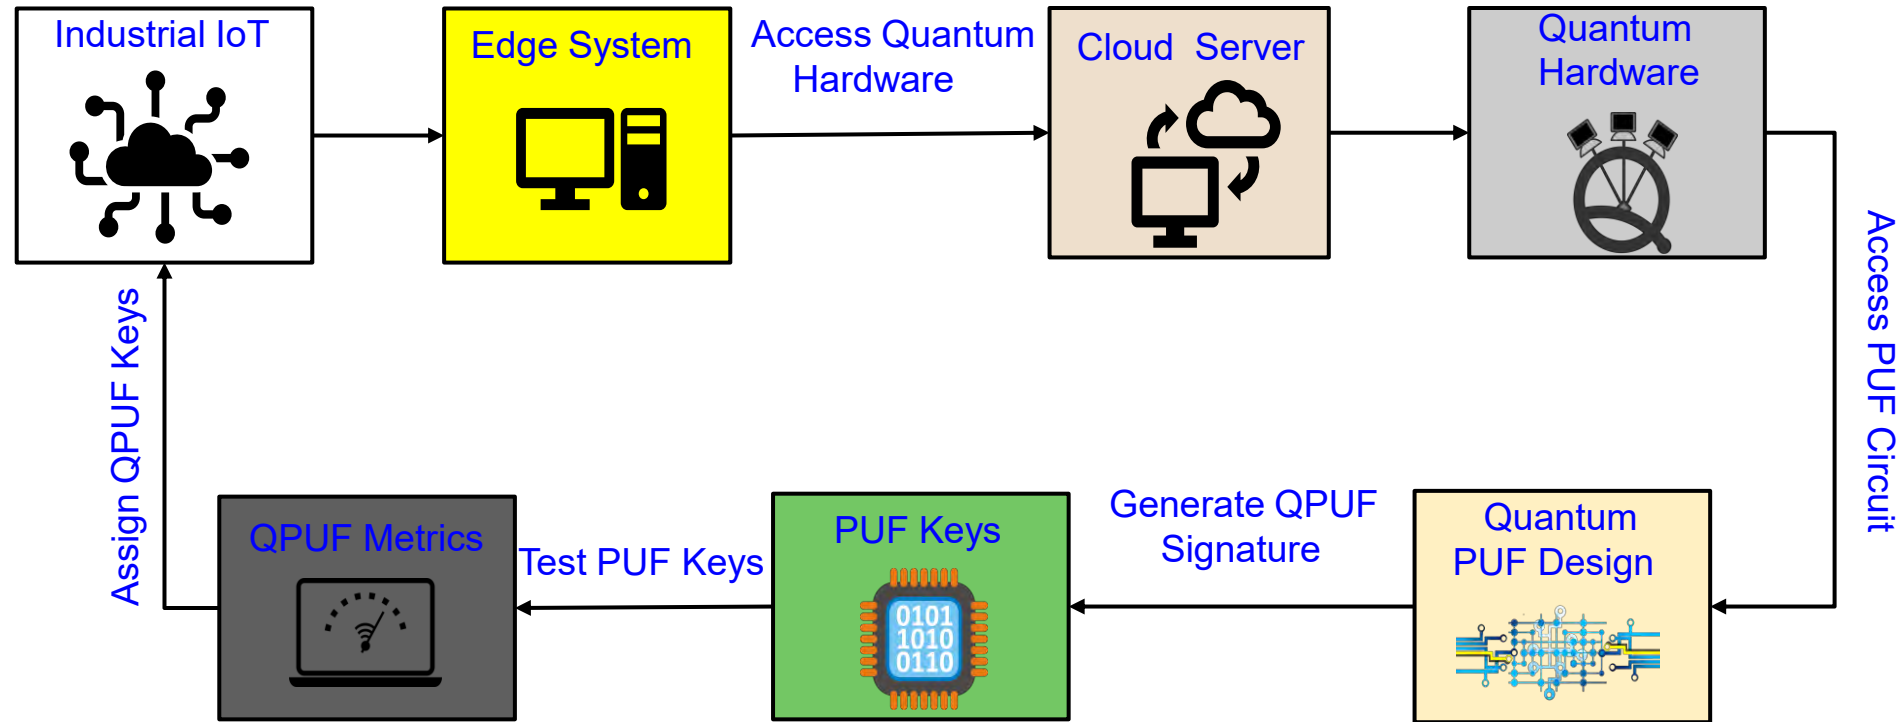 Industrial IoT
Edge System
Access Quantum
Hardware
Cloud Server
Quantum
Hardware
Access PUF Circuit
Quantum
PUF Design
Generate QPUF
Signature
PUF Keys
0101
1010
0110
Test PUF Keys
QPUF Metrics
Assign QPUF Keys